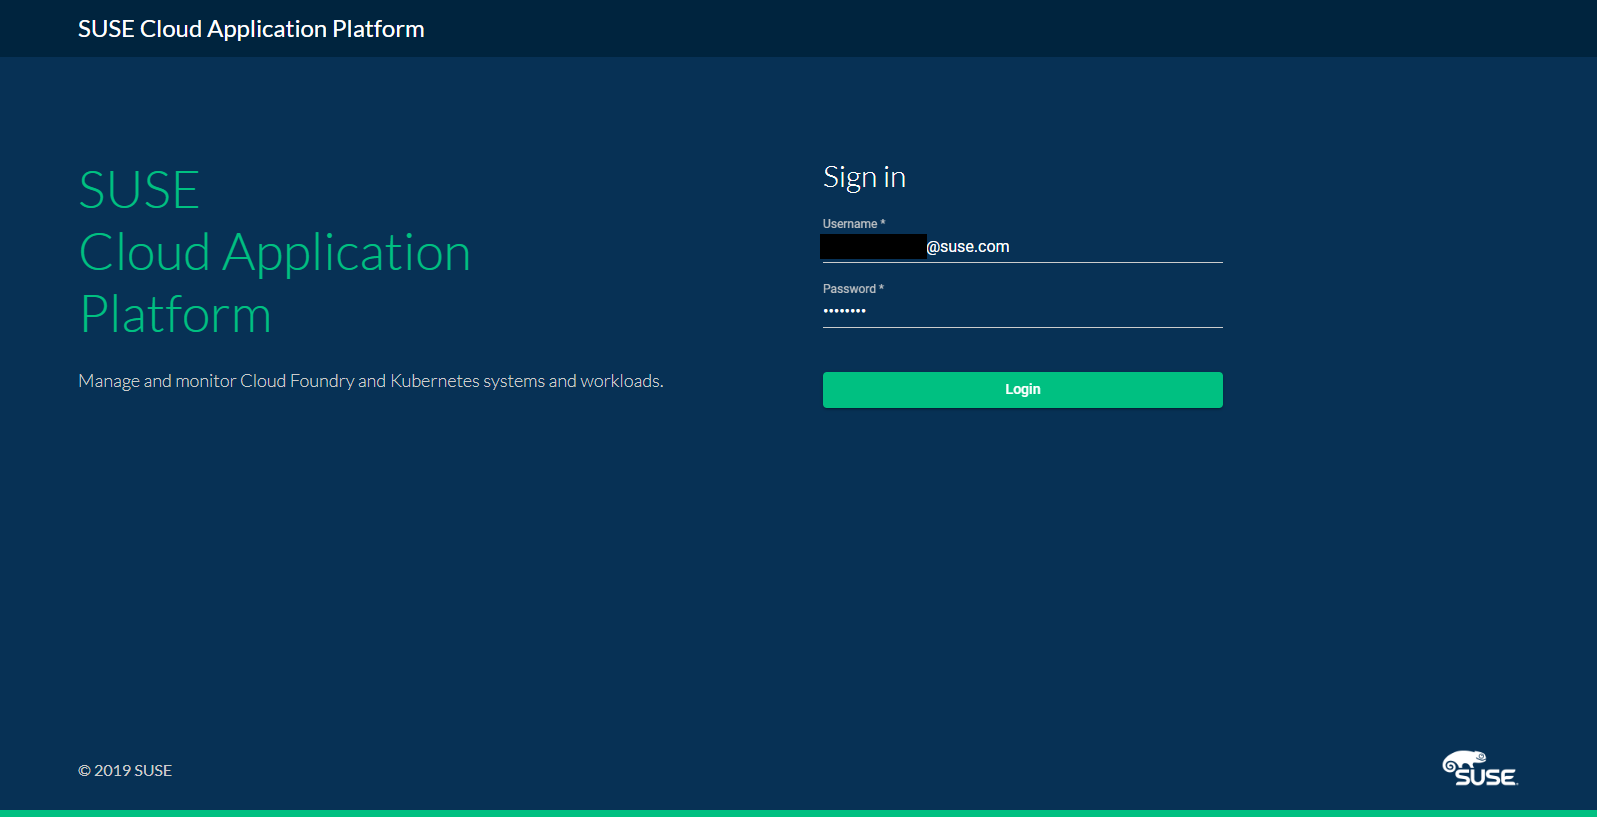 SUSE Cloud Application Platform
SUSE
Cloud Application
Platform
Manage and monitor Cloud Foundry and Kubernetes systems and workloads.
Sign in
Username *
@suse.com
Password *
••••••••
Login
© 2019 SUSE
SUSE